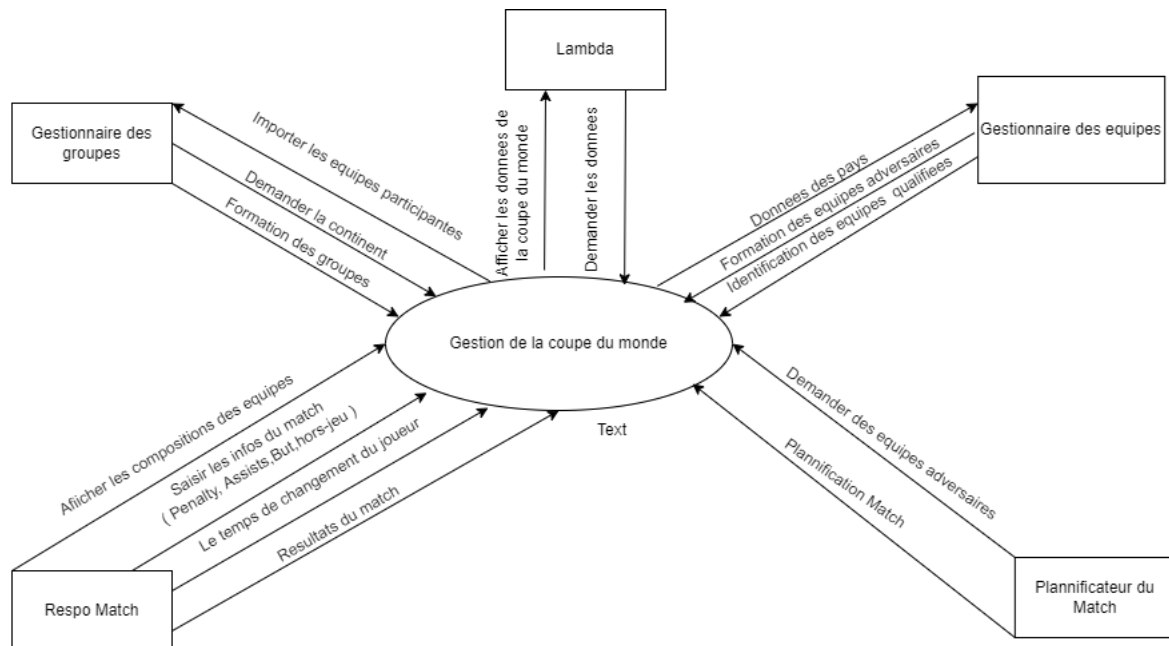 Lambda
Gestionnaire des
groupes
Gestionnaire des equipes
Importer les equipes participantes
Demander la continent
Formation des groupes
Afficher les donnees de
la coupe du monde
Demander les donnees
Donnees des pays
Formation des equipes adversaires
Identification des equipes qualifiees
Gestion de la coupe du monde
Text
Afiicher les compositions des equipes
Saisir les infos du match
( Penalty, Assists,But,hors-jeu )
Le temps de changement du joueur
Resultats du match
Demander des equipes adversaires
Plannification Match
Respo Match
Plannificateur du
Match